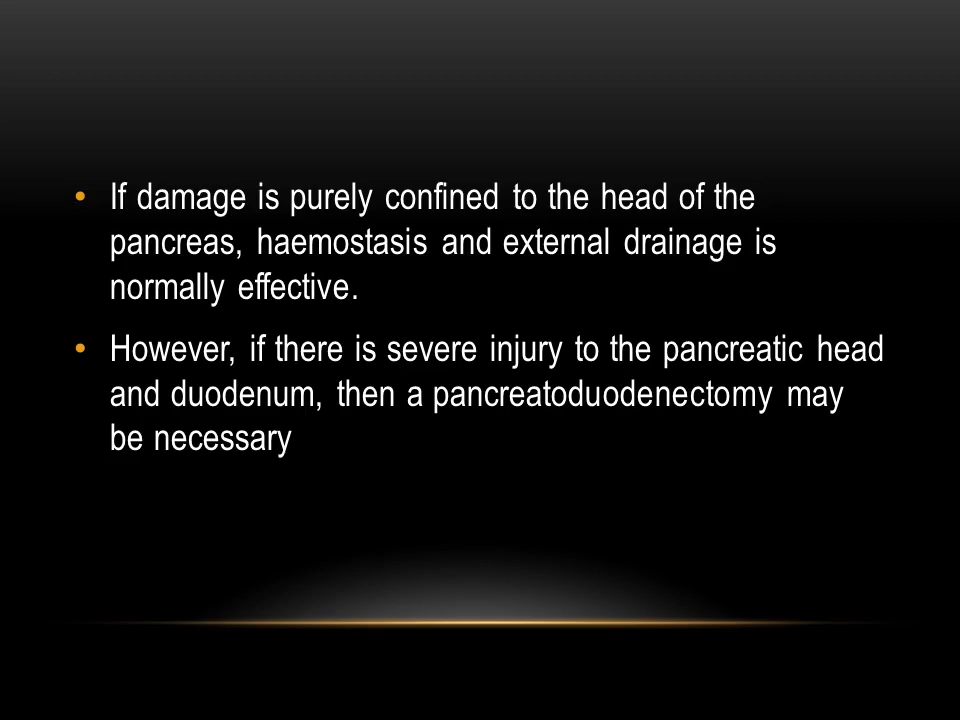 • If damage is purely confined to the head of the
pancreas, haemostasis and external drainage is
normally effective.
• However, if there is severe injury to the pancreatic head
and duodenum, then a pancreatoduodenectomy may
be necessary